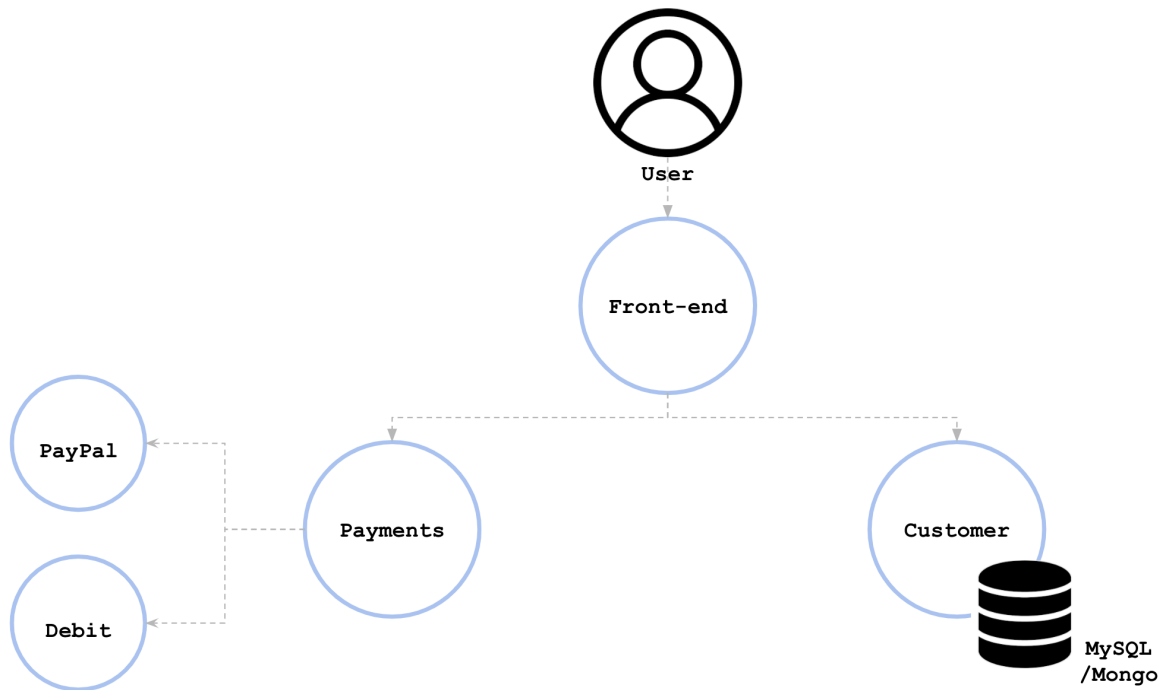 User
Front-end
PayPal
Payments
Customer
Debit
MySQL
/Mongo